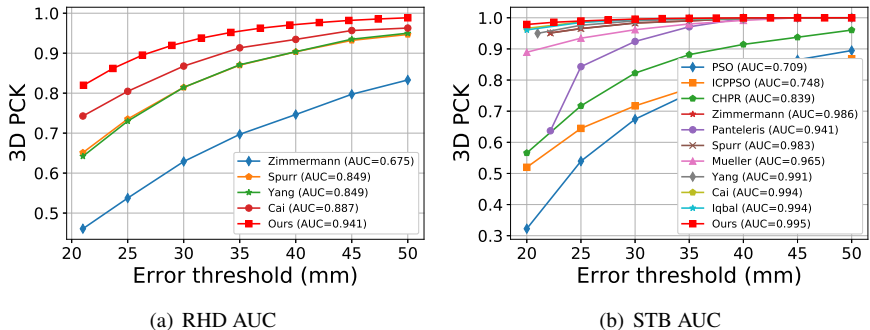 1.0
0.9
0.8
0.7
0.6
0.5
3D PCK
20 25 30 35 40 45 50
Error threshold (mm)
Zimmermann (AUC=0.675)
Spurr (AUC=0.849)
Yang (AUC=0.849)
Cai (AUC=0.887)
Ours (AUC=0.941)
(a) RHD AUC
1.0
0.9
0.8
0.7
0.6
0.5
0.4
0.3
3D PCK
20 25 30 35 40 45 50
Error threshold (mm)
PSO (AUC=0.709)
ICPPSO (AUC=0.748)
CHPR (AUC=0.839)
Zimmermann (AUC=0.986)
Panteleris (AUC=0.941)
Spurr (AUC=0.983)
Mueller (AUC=0.965)
Yang (AUC=0.991)
Cai (AUC=0.994)
Iqbal (AUC=0.994)
Ours (AUC=0.995)
(b) STB AUC